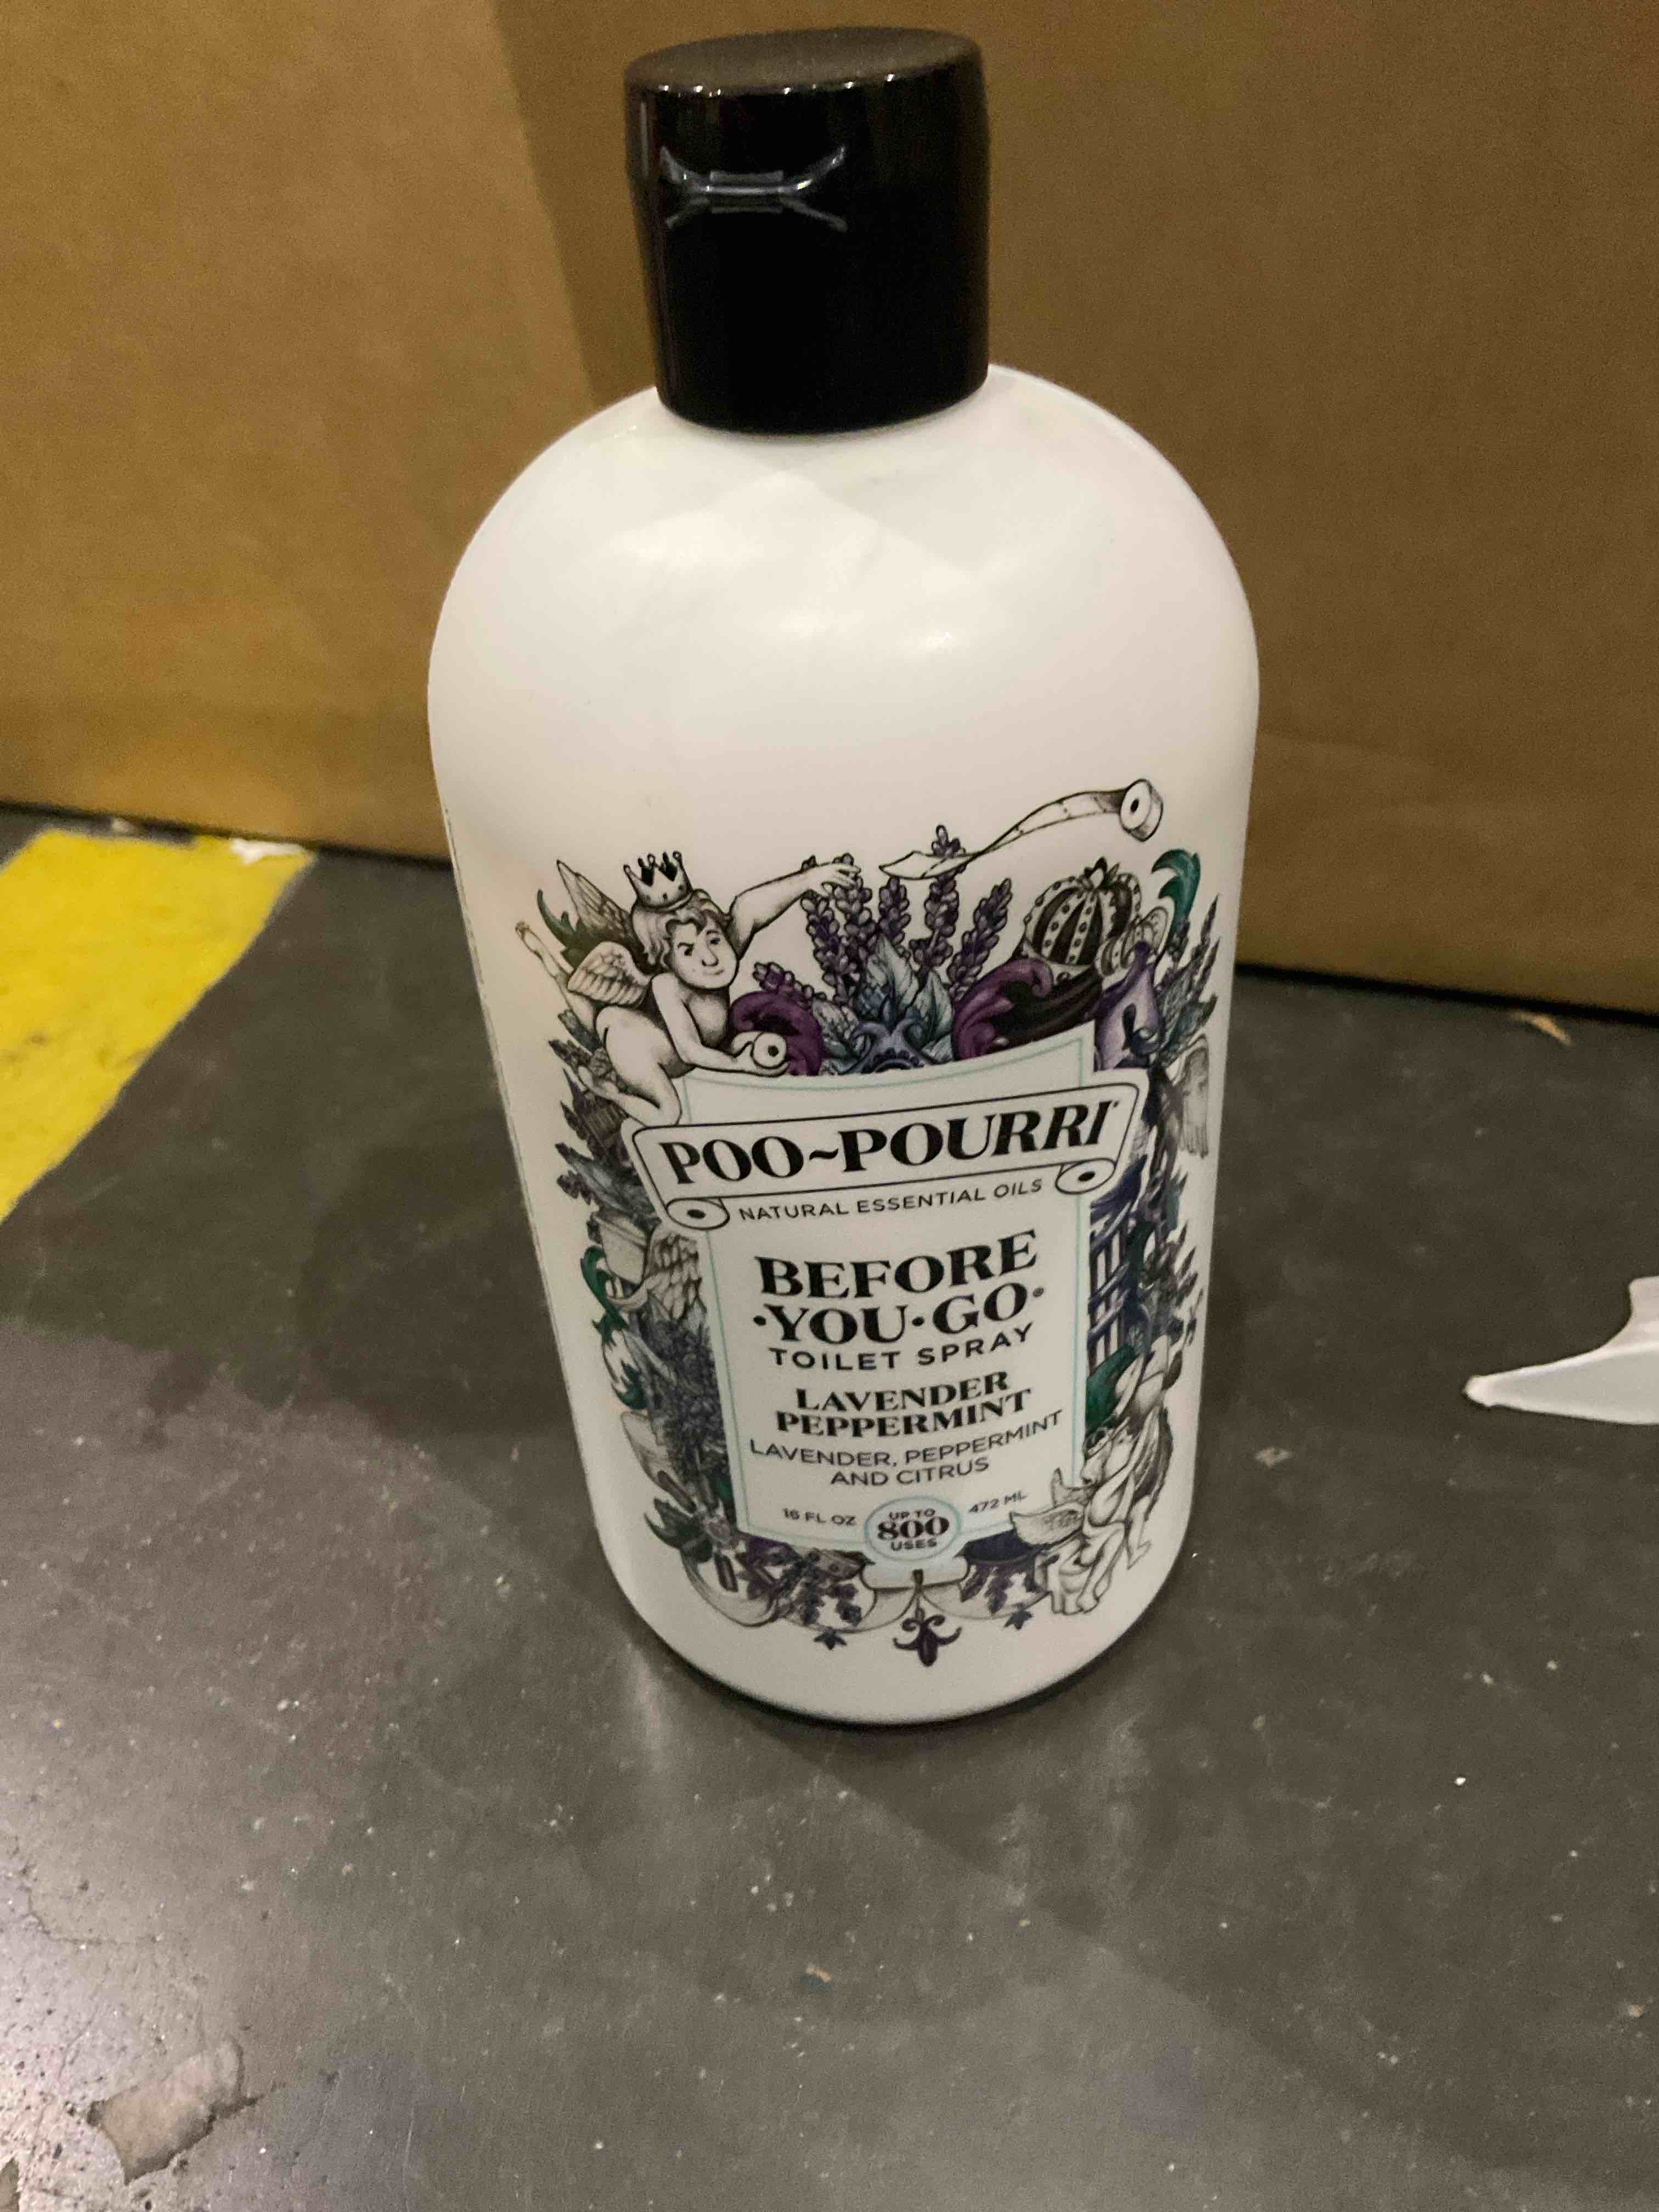 POO~POURRI®
NATURAL ESSENTIAL OILS
BEFORE
·YOU·GO®
TOILET SPRAY
LAVENDER
PEPPERMINT
LAVENDER, PEPPERMINT
AND CITRUS
16 FL OZ
UP TO
800
USES
472 ML